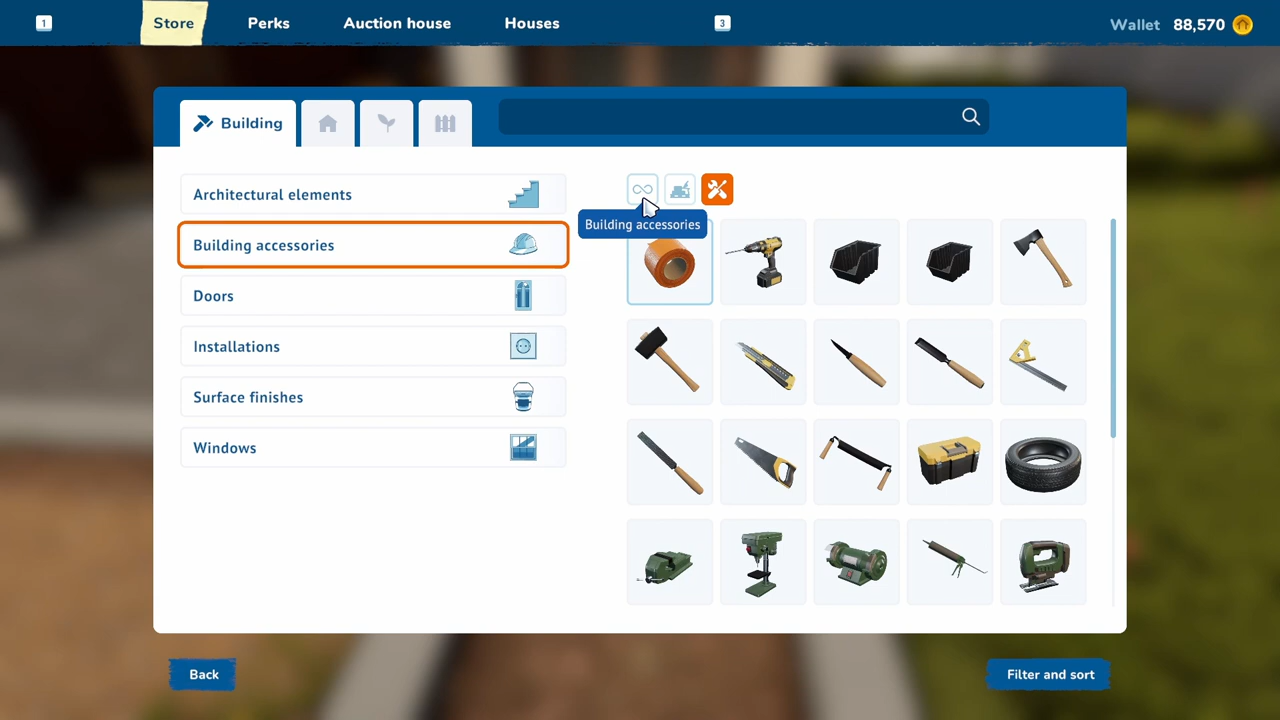 1 Store Perks Auction house Houses 3 Wallet 88,570
Building
Architectural elements
Building accessories
Building accessories
Doors
Installations
Surface finishes
Windows
Back Filter and sort